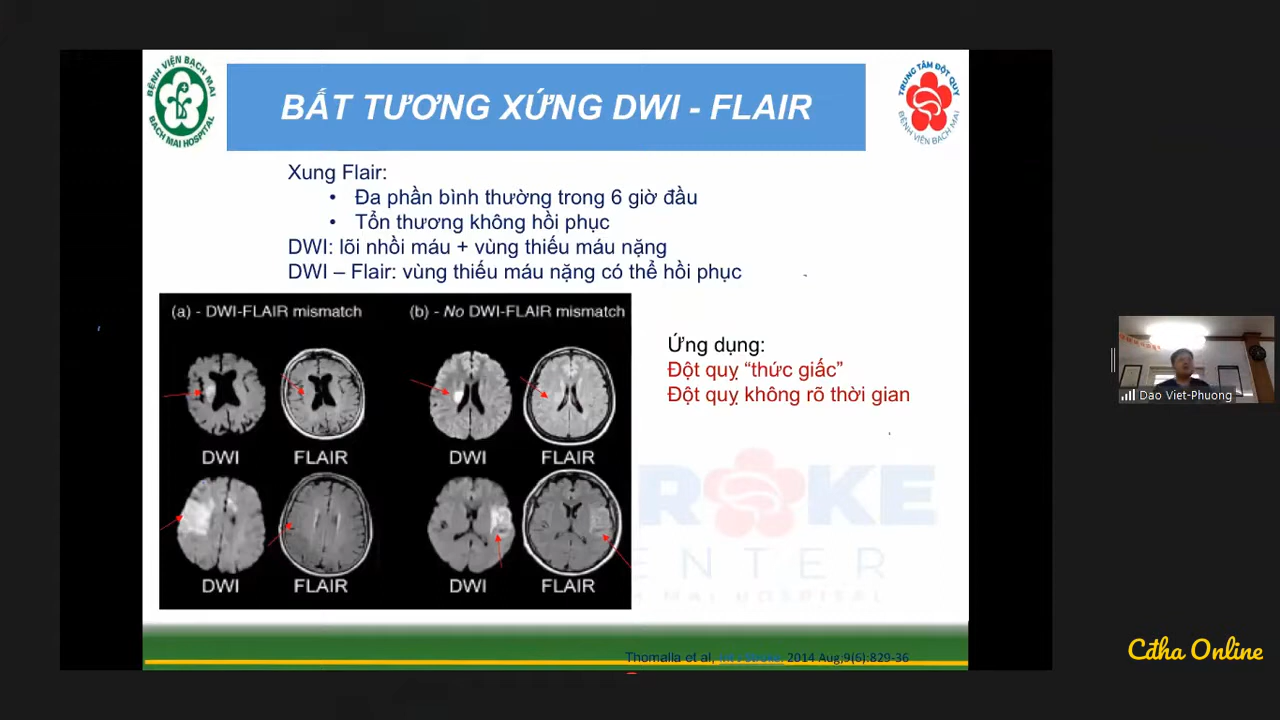 BỆNH VIỆN BẠCH MAI
BACH MAI HOSPITAL
BẤT TƯƠNG XỨNG DWI - FLAIR
TRUNG TÂM ĐỘT QUỴ
BỆNH VIỆN BẠCH MAI
Xung Flair:
• Đa phần bình thường trong 6 giờ đầu
• Tổn thương không hồi phục
DWI: lõi nhồi máu + vùng thiếu máu nặng
DWI – Flair: vùng thiếu máu nặng có thể hồi phục
(a) - DWI-FLAIR mismatch
(b) - No DWI-FLAIR mismatch
DWI
FLAIR
DWI
FLAIR
DWI
FLAIR
DWI
FLAIR
Ứng dụng:
Đột quỵ “thức giấc”
Đột quỵ không rõ thời gian
Thomalla et al, 2014 Aug;9(6):829-36
Dao Viet-Phuong
Cđha Online